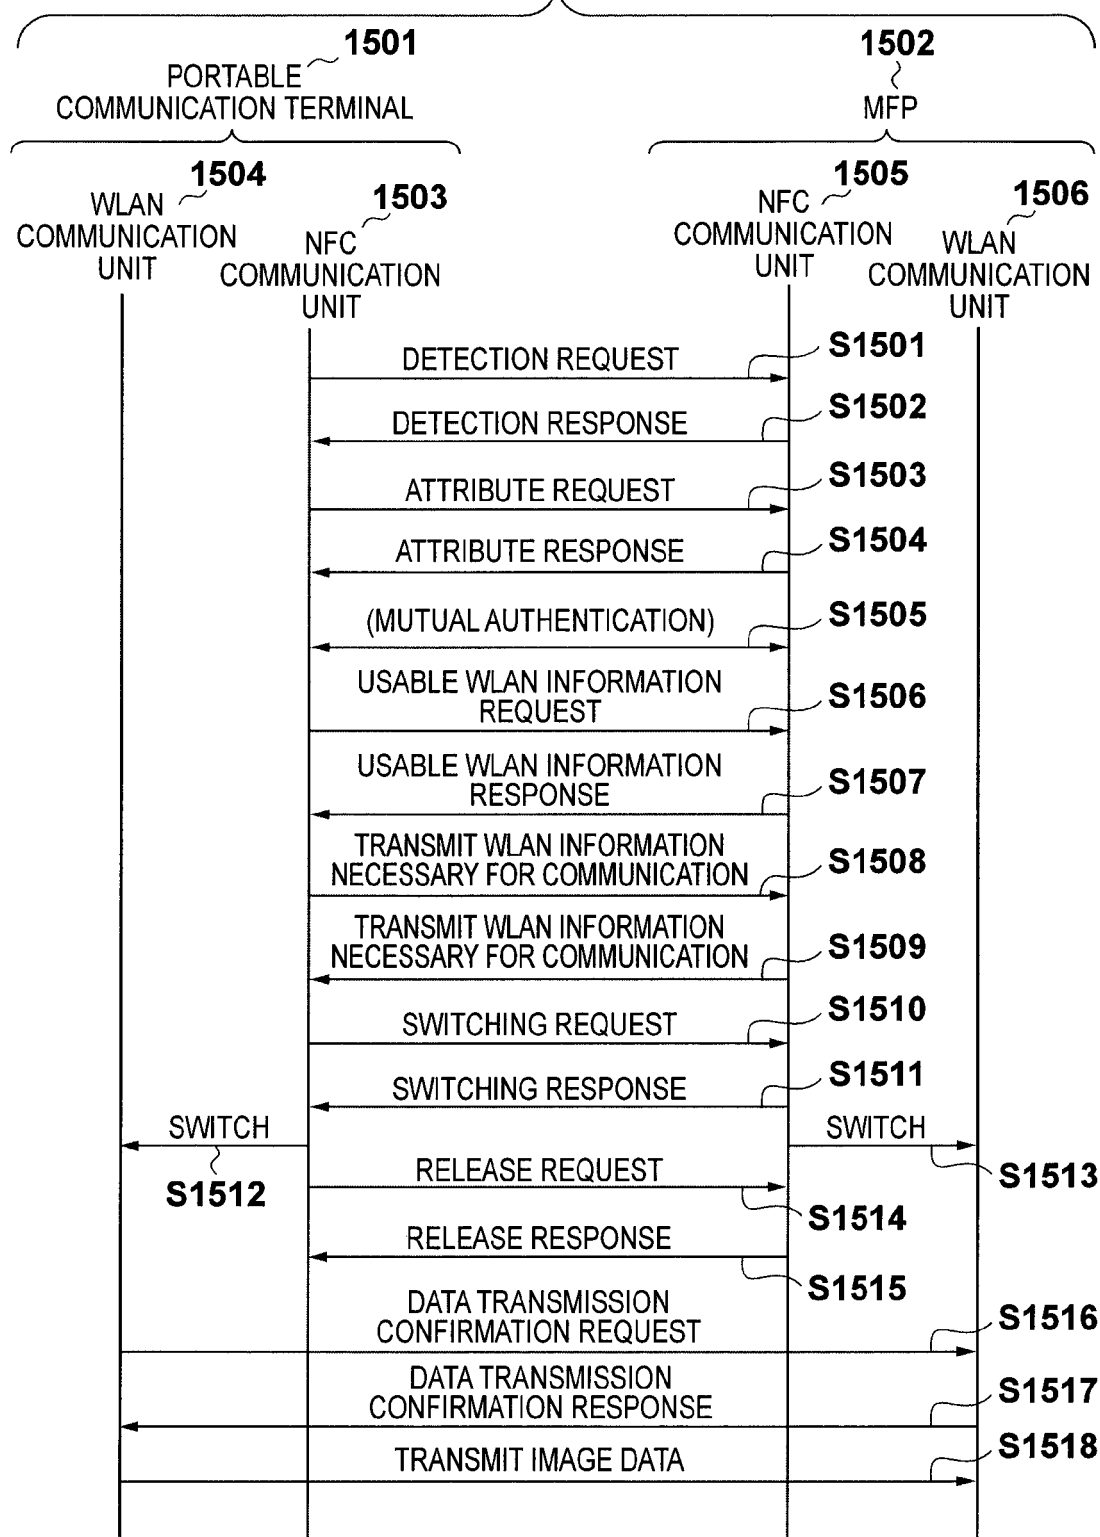 1501
1502
PORTABLE
COMMUNICATION TERMINAL
MFP
1504
1503
1505
1506
WLAN
COMMUNICATION
UNIT
NFC
COMMUNICATION
UNIT
NFC
COMMUNICATION
UNIT
WLAN
COMMUNICATION
UNIT
DETECTION REQUEST
S1501
DETECTION RESPONSE
S1502
ATTRIBUTE REQUEST
S1503
ATTRIBUTE RESPONSE
S1504
(MUTUAL AUTHENTICATION)
S1505
USABLE WLAN INFORMATION
REQUEST
S1506
USABLE WLAN INFORMATION
RESPONSE
S1507
TRANSMIT WLAN INFORMATION
NECESSARY FOR COMMUNICATION
S1508
TRANSMIT WLAN INFORMATION
NECESSARY FOR COMMUNICATION
S1509
SWITCHING REQUEST
S1510
SWITCHING RESPONSE
S1511
SWITCH
S1512
SWITCH
S1513
RELEASE REQUEST
S1514
RELEASE RESPONSE
S1515
DATA TRANSMISSION
CONFIRMATION REQUEST
S1516
DATA TRANSMISSION
CONFIRMATION RESPONSE
S1517
TRANSMIT IMAGE DATA
S1518